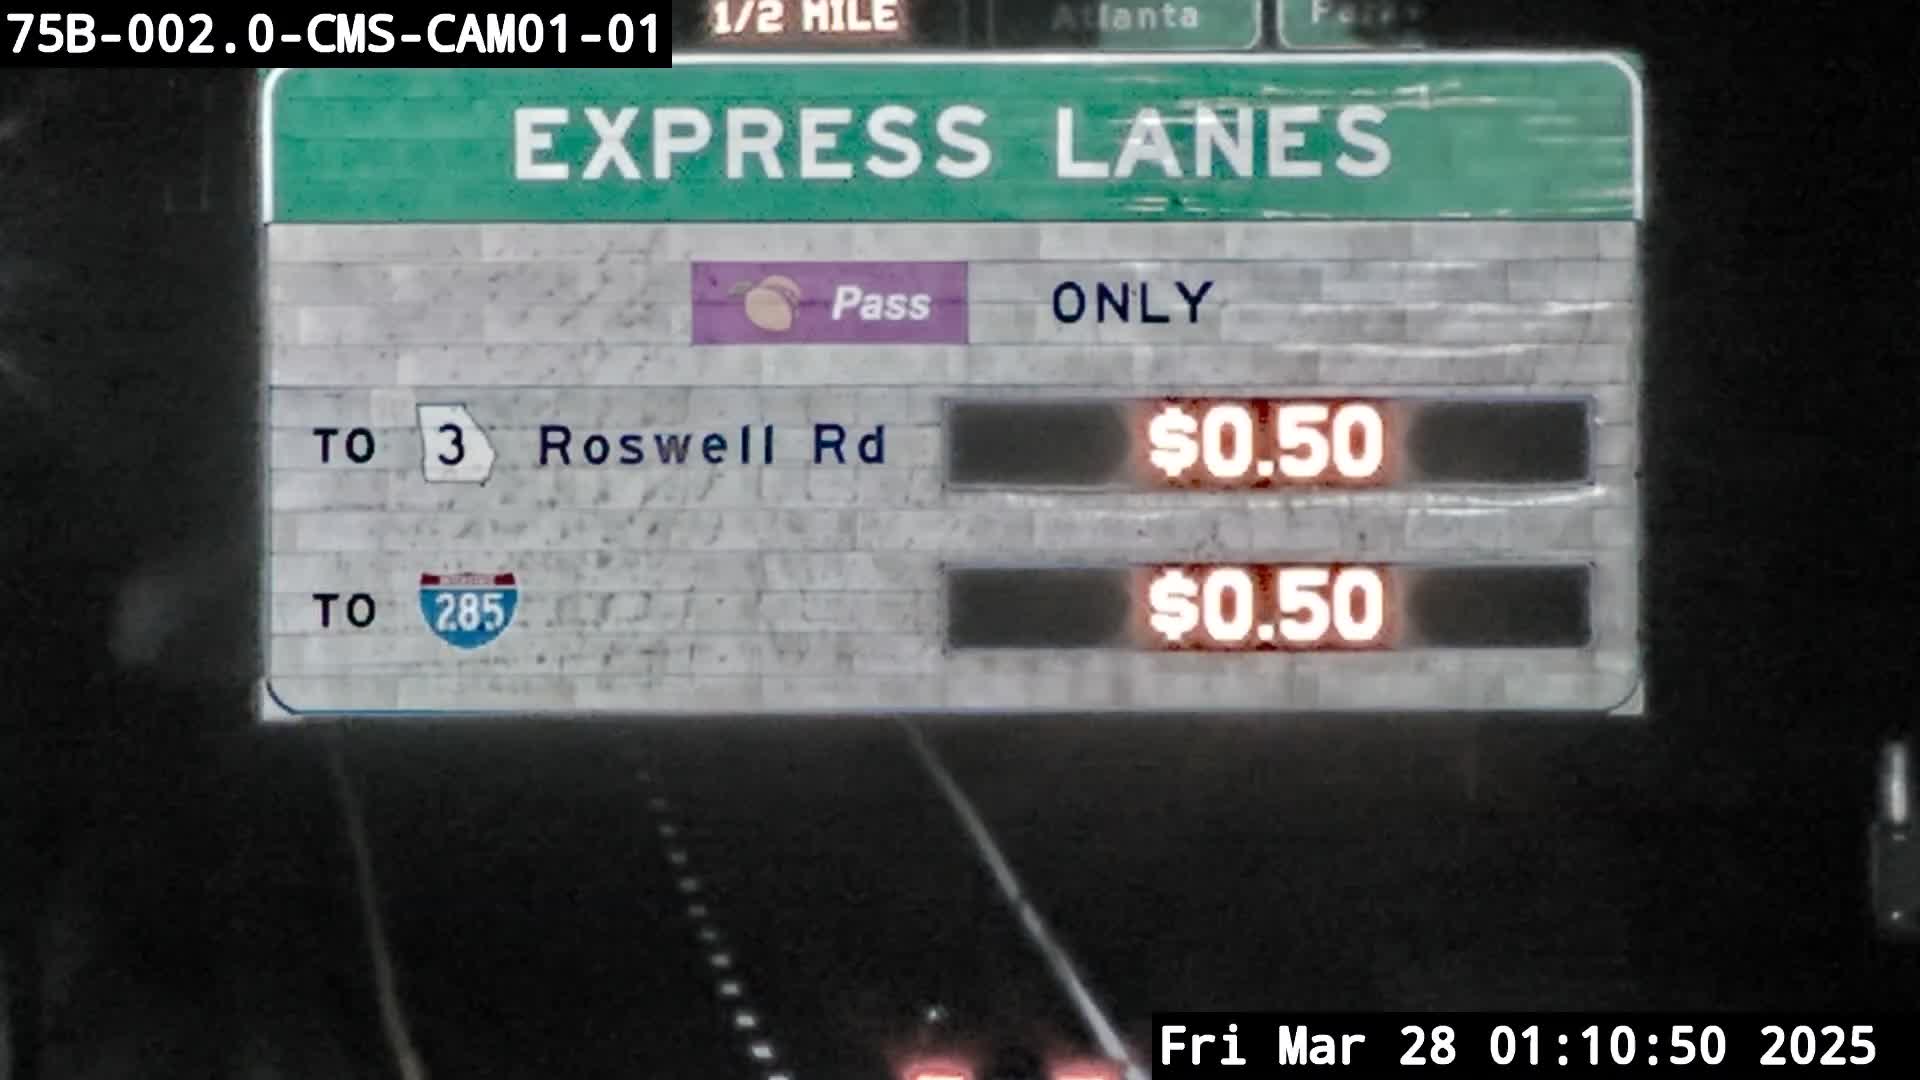 75B-002.0-CMS-CAM01-01
1/2 MILE
Atlanta
EXPRESS LANES
Pass ONLY
TO 3 Roswell Rd $0.50
TO 285 $0.50
Fri Mar 28 01:10:50 2025